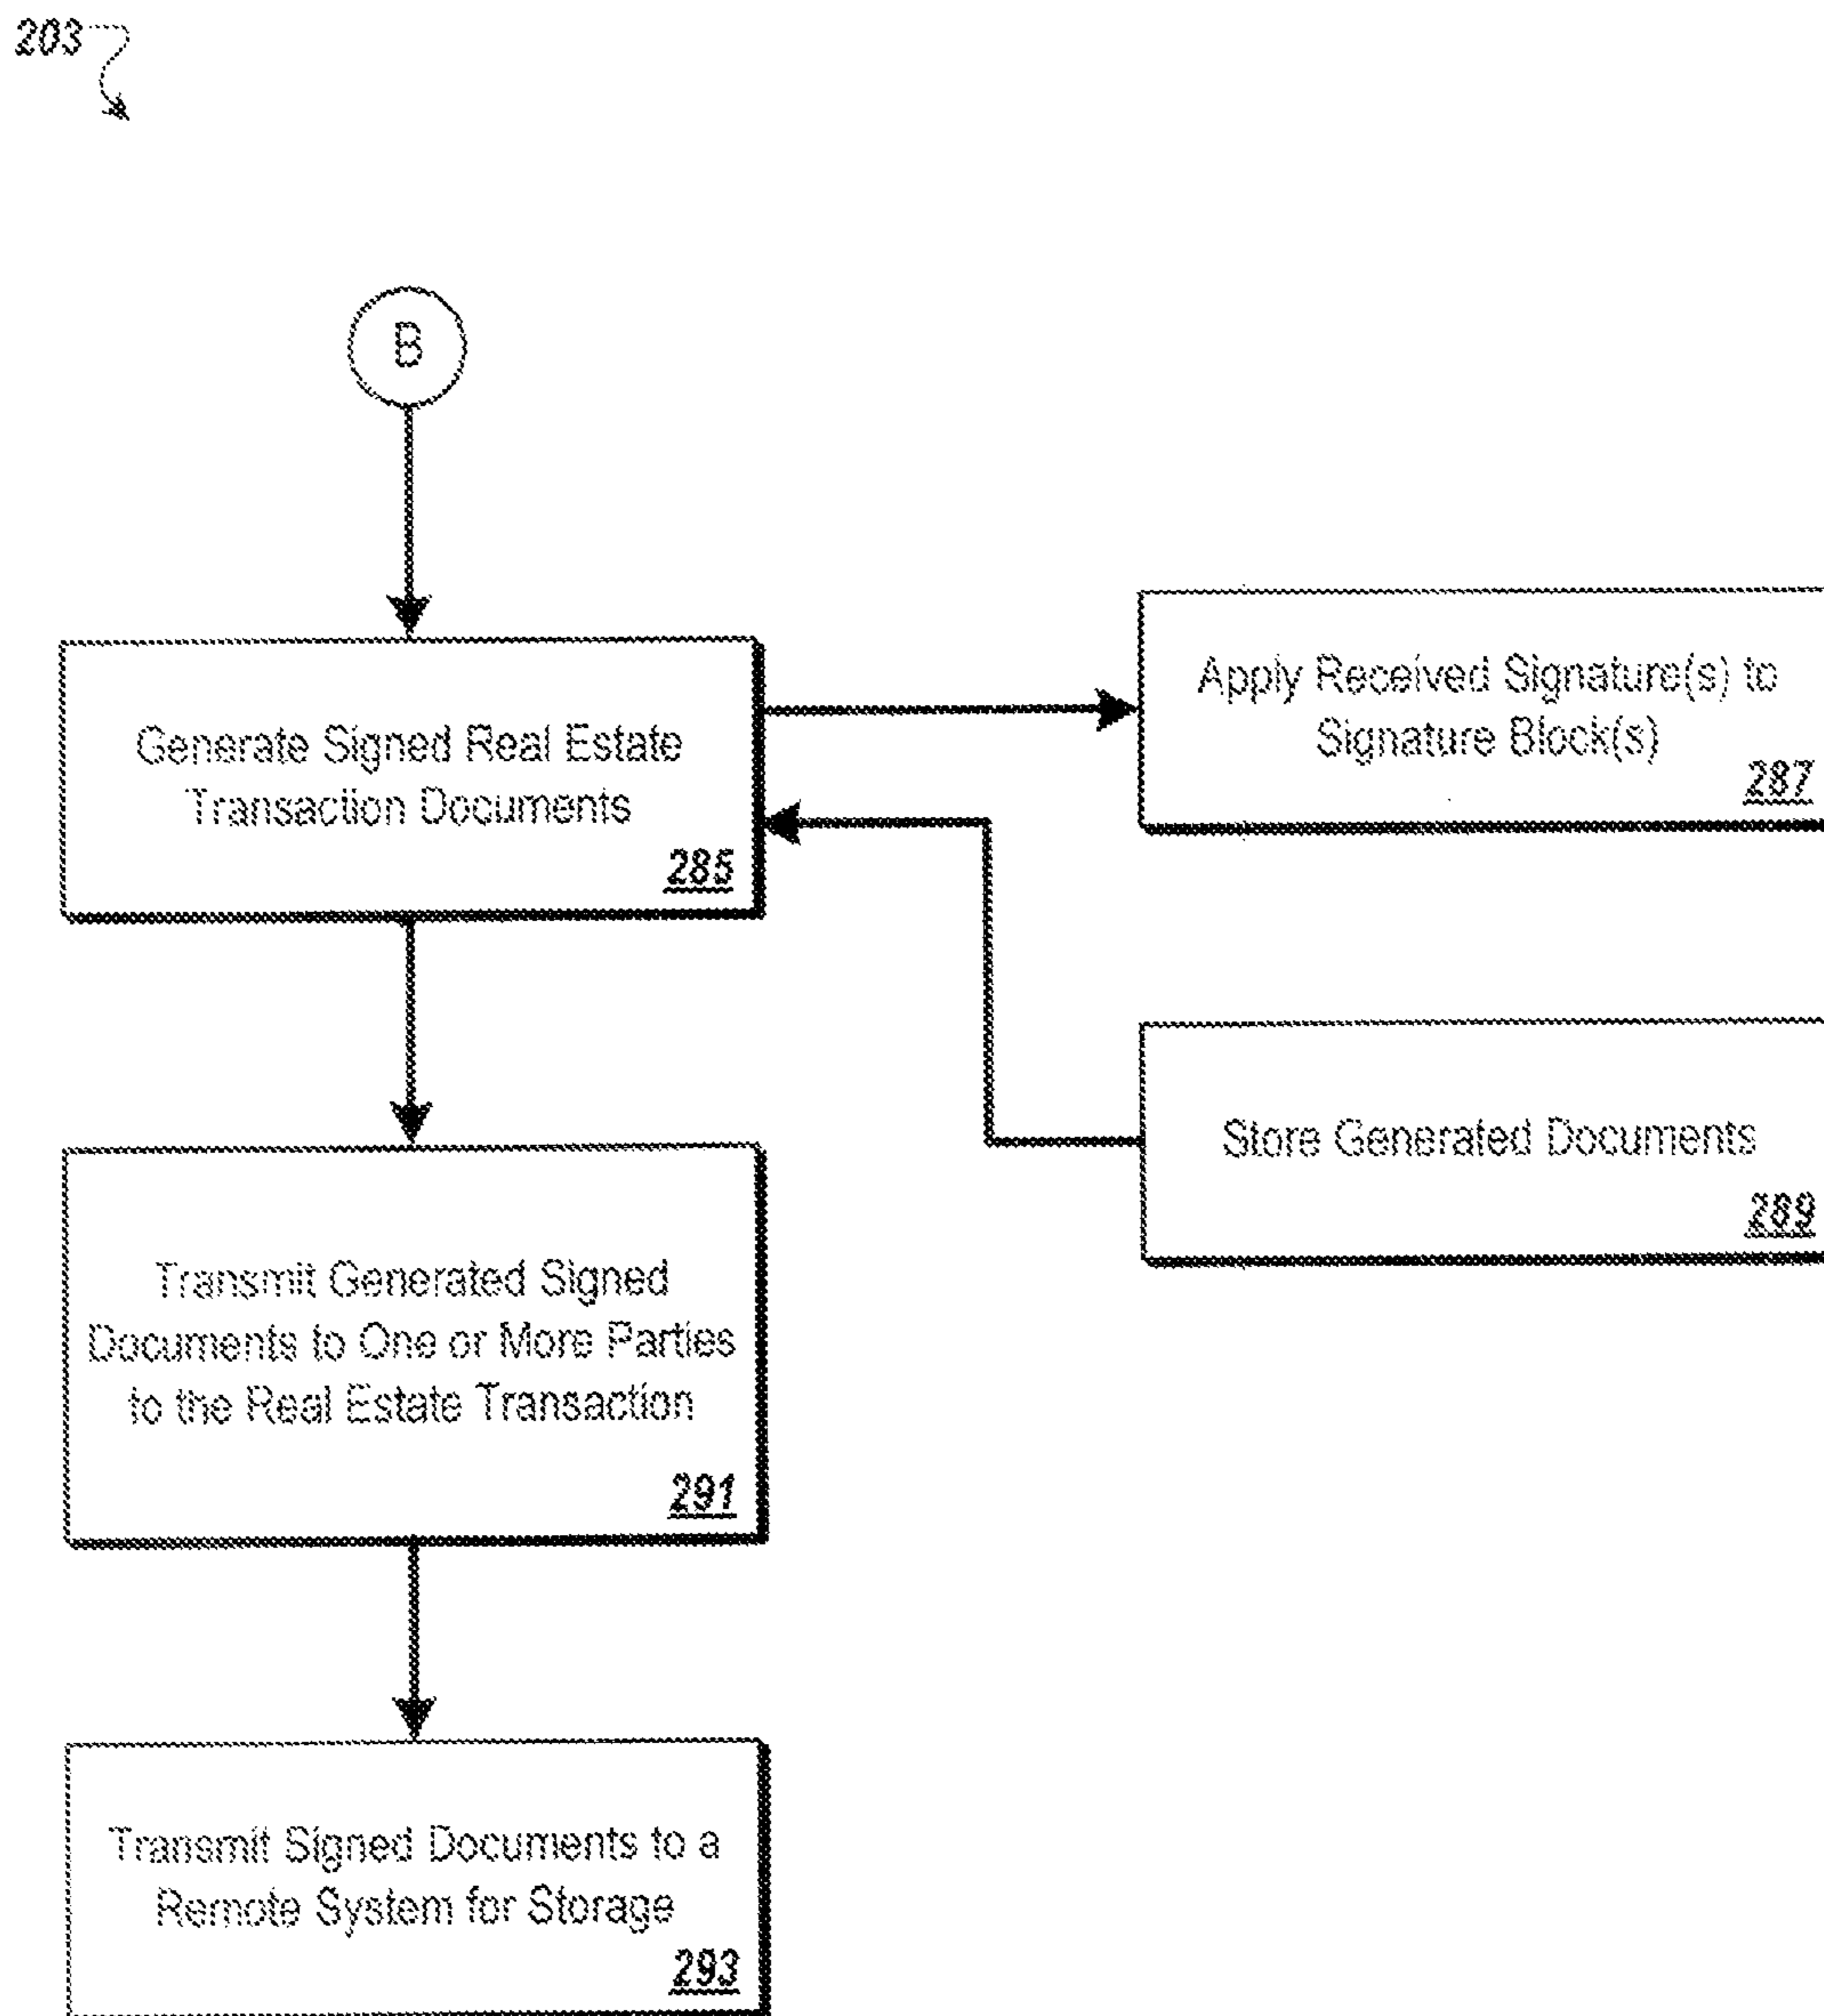 203
B
Generate Signed Real Estate
Transaction Documents
285
Apply Received Signature(s) to
Signature Block(s)
287
Store Generated Documents
289
Transmit Generated Signed
Documents to One or More Parties
to the Real Estate Transaction
291
Transmit Signed Documents to a
Remote System for Storage
293